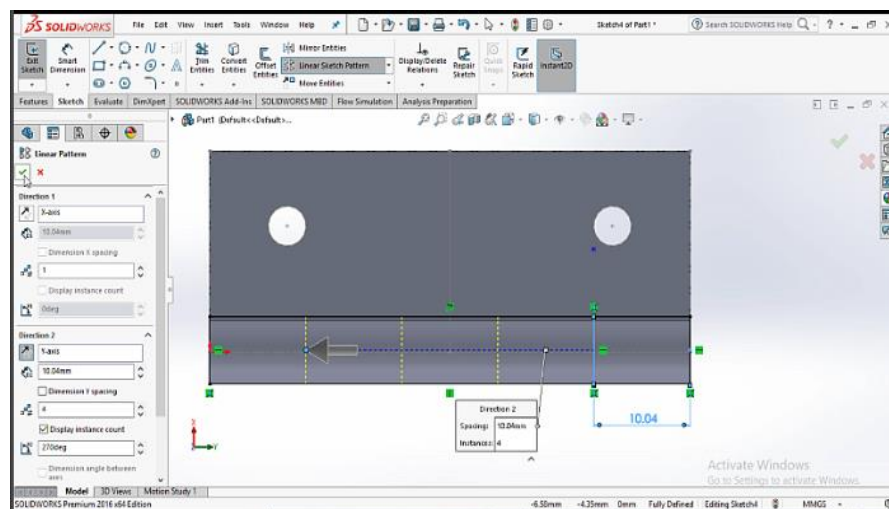 SOLIDWORKS File Edit View Insert Tools Window Help Sketch4 of Part1 * Search SOLIDWORKS Help
Exit Sketch
Smart Dimension
Trim Entities
Convert Entities
Offset Entities
Mirror Entities
Linear Sketch Pattern
Move Entities
Display/Delete Relations
Repair Sketch
Quick Snaps
Rapid Sketch
Instant2D
Features Sketch Evaluate DimXpert SOLIDWORKS Add-Ins SOLIDWORKS MBD Flow Simulation Analysis Preparation
Part1 (Default<<Default>...
Linear Pattern
Direction 1
X-axis
10.04mm
Dimension X spacing
1
Display instance count
0deg
Direction 2
Y-axis
10.04mm
Dimension Y spacing
4
Display instance count
270deg
Dimension angle between axes
Direction 2
Spacing: 10.04mm
Instances: 4
10.04
Y
Activate Windows
Go to Settings to activate Windows.
Model 3D Views Motion Study 1
SOLIDWORKS Premium 2016 x64 Edition -6.58mm -4.35mm 0mm Fully Defined Editing Sketch4 MMGS